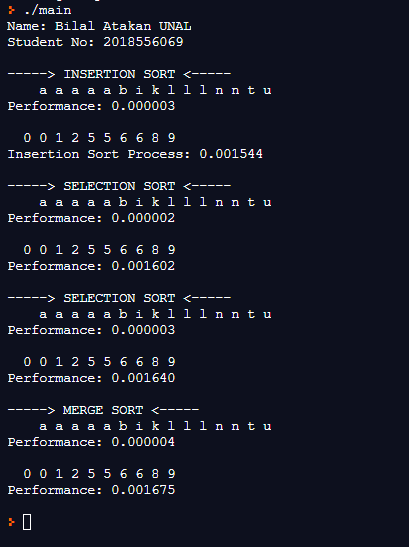 > ./main
Name: Bilal Atakan UNAL
Student No: 2018556069
-----> INSERTION SORT <-----
a a a a a b i k l l l l n n t u
Performance: 0.000003
0 0 1 2 5 5 6 6 8 9
Insertion Sort Process: 0.001544
-----> SELECTION SORT <-----
a a a a a b i k l l l l n n t u
Performance: 0.000002
0 0 1 2 5 5 6 6 8 9
Performance: 0.001602
-----> SELECTION SORT <-----
a a a a a b i k l l l l n n t u
Performance: 0.000003
0 0 1 2 5 5 6 6 8 9
Performance: 0.001640
-----> MERGE SORT <-----
a a a a a b i k l l l l n n t u
Performance: 0.000004
0 0 1 2 5 5 6 6 8 9
Performance: 0.001675
>